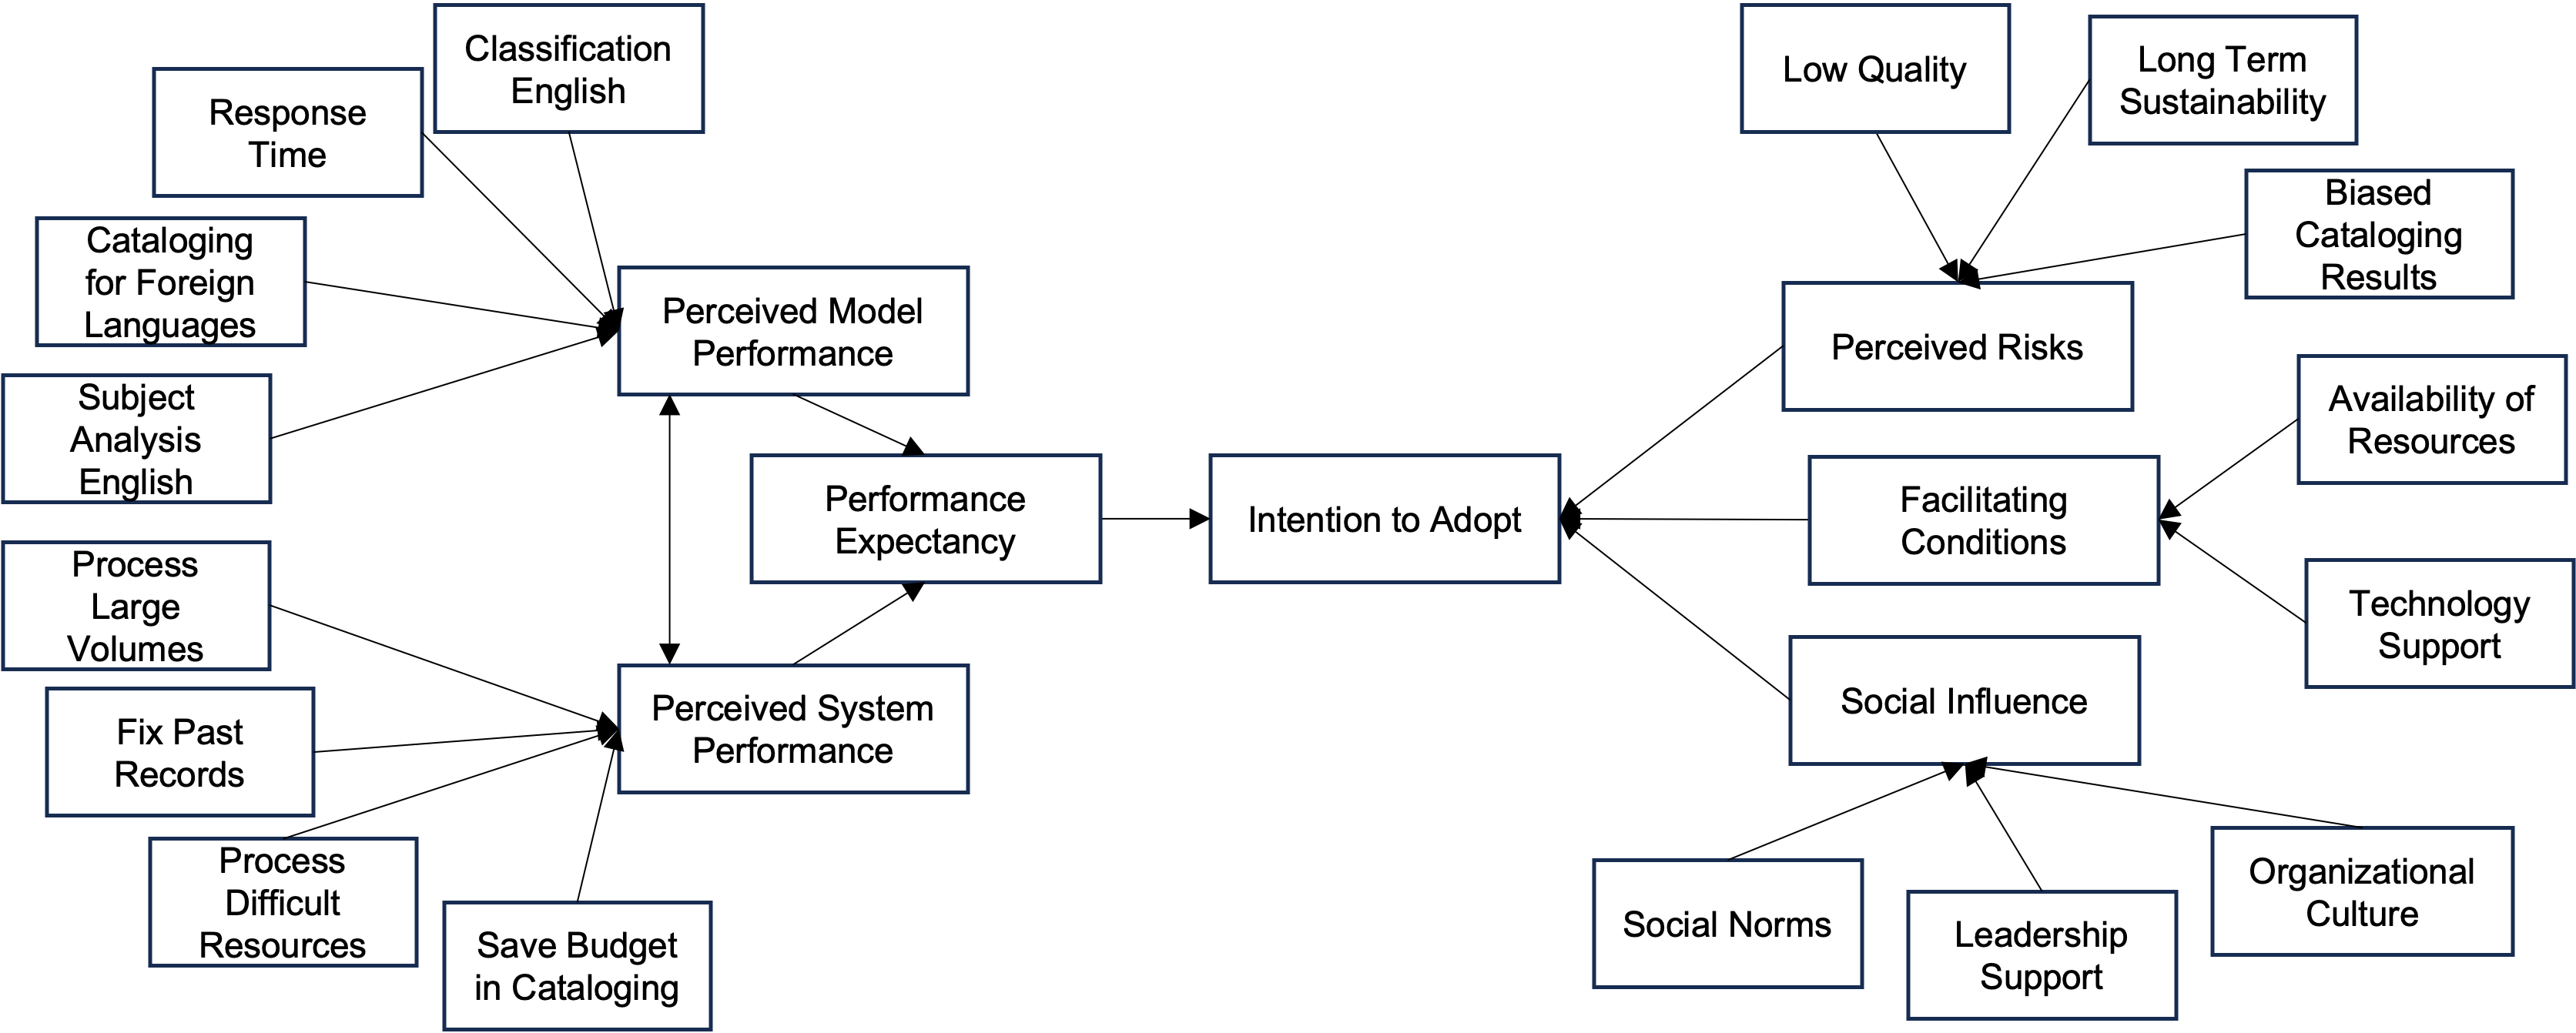 Classification
English
Response
Time
Cataloging
for Foreign
Languages
Subject
Analysis
English
Perceived Model
Performance
Process
Large
Volumes
Fix Past
Records
Process
Difficult
Resources
Save Budget
in Cataloging
Perceived System
Performance
Performance
Expectancy
Intention to Adopt
Low Quality
Long Term
Sustainability
Biased
Cataloging
Results
Perceived Risks
Availability of
Resources
Facilitating
Conditions
Technology
Support
Social Influence
Social Norms
Leadership
Support
Organizational
Culture